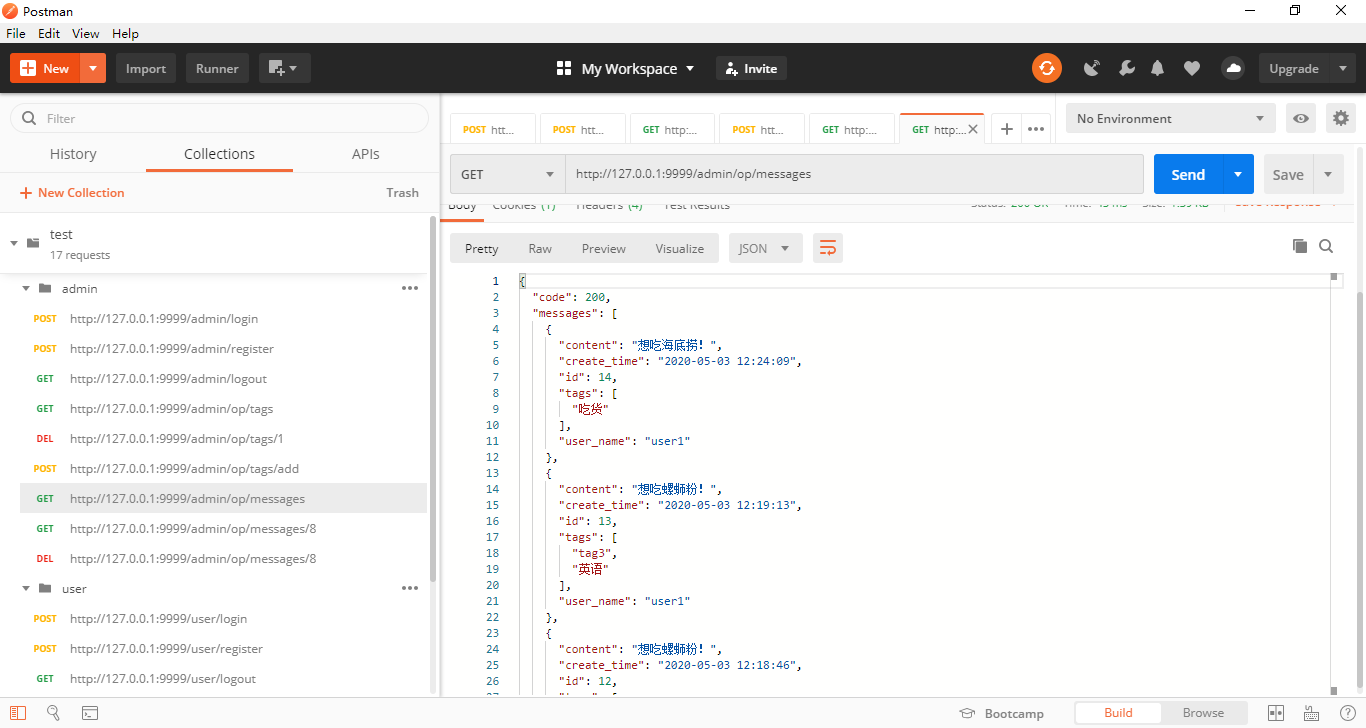 Postman
File Edit View Help
New Import Runner My Workspace Invite Upgrade
Filter
History Collections APIs
New Collection Trash
test
17 requests
admin
POST http://127.0.0.1:9999/admin/login
POST http://127.0.0.1:9999/admin/register
GET http://127.0.0.1:9999/admin/logout
GET http://127.0.0.1:9999/admin/op/tags
DEL http://127.0.0.1:9999/admin/op/tags/1
POST http://127.0.0.1:9999/admin/op/tags/add
GET http://127.0.0.1:9999/admin/op/messages
GET http://127.0.0.1:9999/admin/op/messages/8
DEL http://127.0.0.1:9999/admin/op/messages/8
user
POST http://127.0.0.1:9999/user/login
POST http://127.0.0.1:9999/user/register
GET http://127.0.0.1:9999/user/logout
POST htt... POST htt... GET http:... POST htt... GET http:... GET http:...
No Environment
GET http://127.0.0.1:9999/admin/op/messages Send Save
Body Cookies (1) Headers (4) Test Results
Pretty Raw Preview Visualize JSON
1 {
2 "code": 200,
3 "messages": [
4 {
5 "content": "想吃海底捞！",
6 "create_time": "2020-05-03 12:24:09",
7 "id": 14,
8 "tags": [
9 "吃货"
10 ],
11 "user_name": "user1"
12 },
13 {
14 "content": "想吃螺蛳粉！",
15 "create_time": "2020-05-03 12:19:13",
16 "id": 13,
17 "tags": [
18 "tag3",
19 "英语"
20 ],
21 "user_name": "user1"
22 },
23 {
24 "content": "想吃螺蛳粉！",
25 "create_time": "2020-05-03 12:18:46",
26 "id": 12,
Bootcamp Build Browse